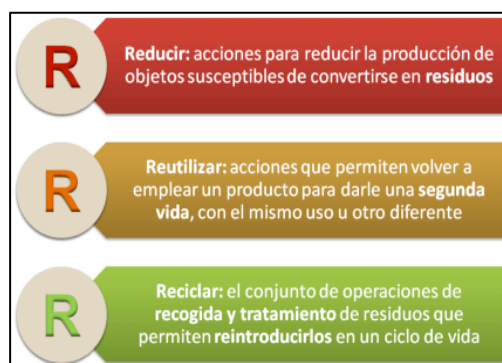 R
Reducir: acciones para reducir la producción de
objetos susceptibles de convertirse en residuos
R
Reutilizar: acciones que permiten volver a
emplear un producto para darle una segunda
vida, con el mismo uso u otro diferente
R
Reciclar: el conjunto de operaciones de
recogida y tratamiento de residuos que
permiten reintroducirlos en un ciclo de vida